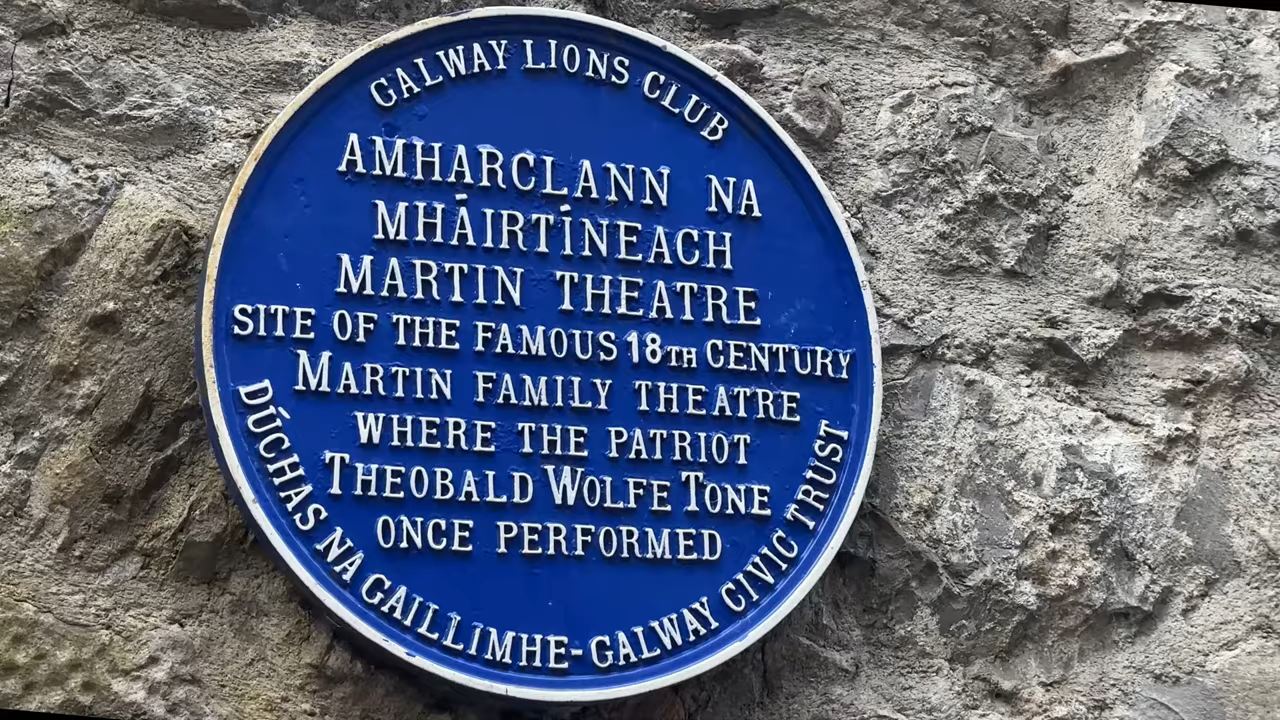 GALWAY LIONS CLUB
AMHARCLANN NA
MHÁIRTÍNEACH
MARTIN THEATRE
SITE OF THE FAMOUS 18TH CENTURY
MARTIN FAMILY THEATRE
WHERE THE PATRIOT
THEOBALD WOLFE TONE
ONCE PERFORMED
DÚCHAS NA GAILLIMHE-GALWAY CIVIC TRUST